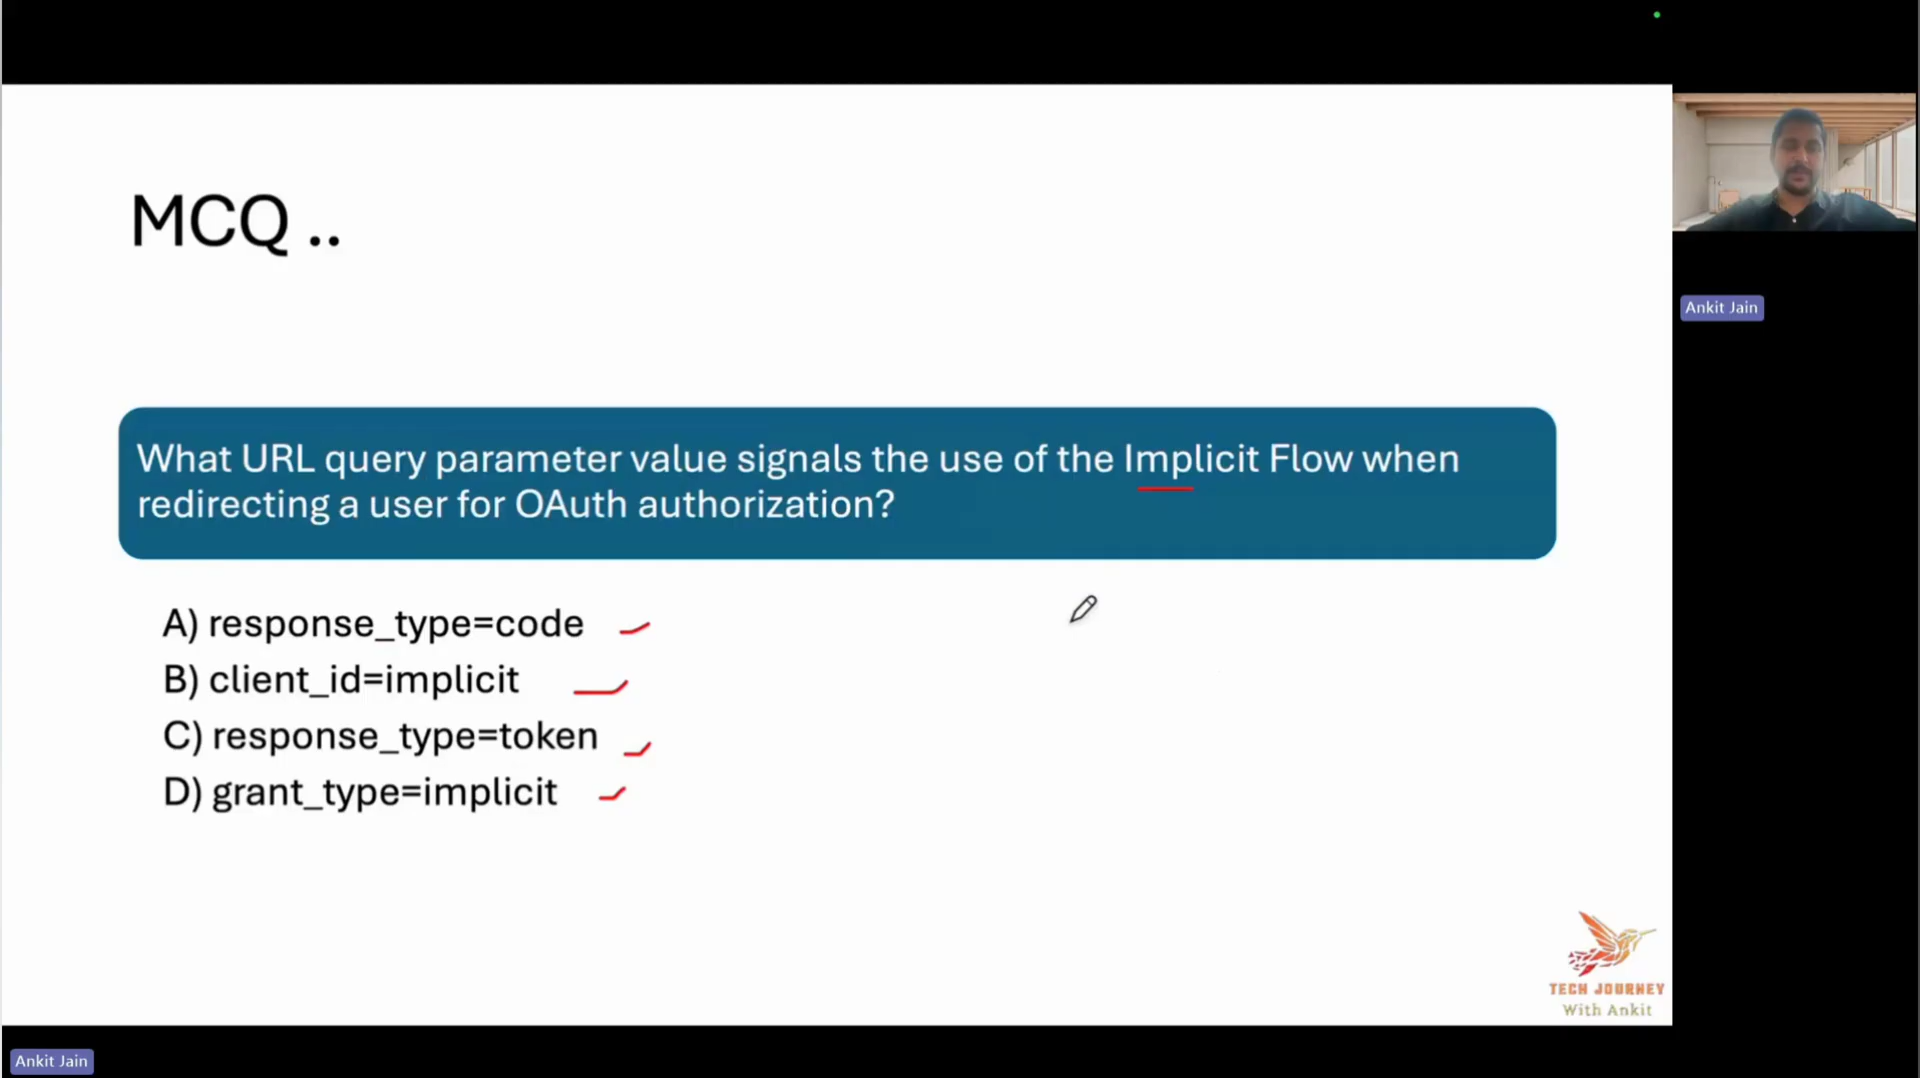 MCQ ..
Ankit Jain
What URL query parameter value signals the use of the Implicit Flow when
redirecting a user for OAuth authorization?
A) response_type=code
B) client_id=implicit
C) response_type=token
D) grant_type=implicit
TECH JOURNEY
With Ankit
Ankit Jain